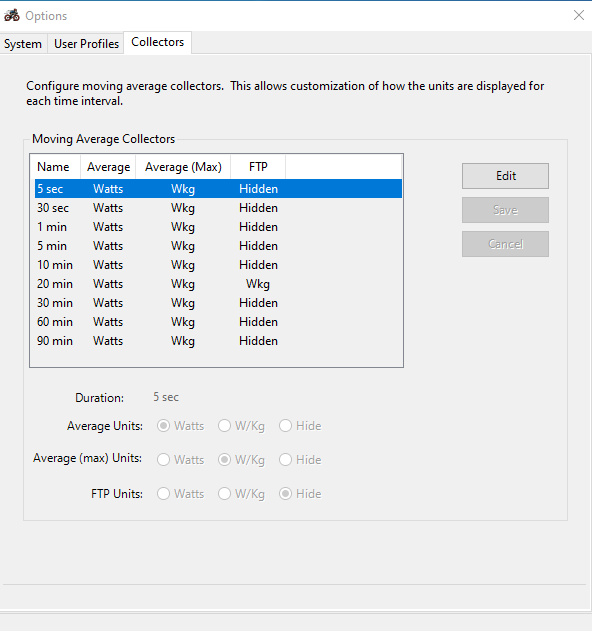 Options
System User Profiles Collectors
Configure moving average collectors.  This allows customization of how the units are displayed for
each time interval.
Moving Average Collectors
Name Average Average (Max) FTP
5 sec Watts Wkg Hidden
30 sec Watts Wkg Hidden
1 min Watts Wkg Hidden
5 min Watts Wkg Hidden
10 min Watts Wkg Hidden
20 min Watts Wkg Wkg
30 min Watts Wkg Hidden
60 min Watts Wkg Hidden
90 min Watts Wkg Hidden
Edit
Save
Cancel
Duration: 5 sec
Average Units: Watts W/Kg Hide
Average (max) Units: Watts W/Kg Hide
FTP Units: Watts W/Kg Hide